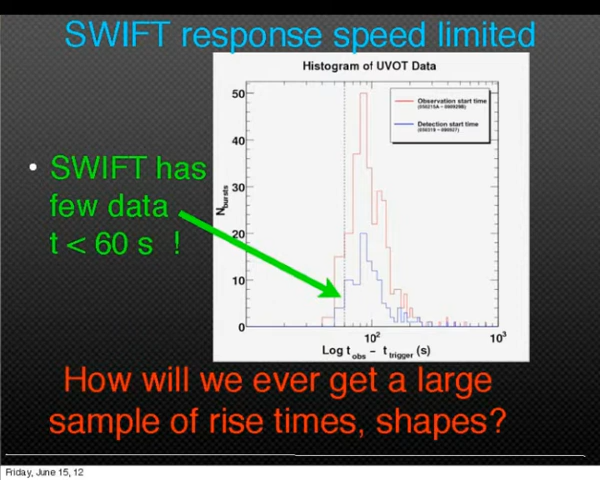 SWIFT response speed limited
Histogram of UVOT Data
Observation start time
Detection start time
• SWIFT has
few data
t < 60 s !
N bursts
50
40
30
20
10
0
10²
10³
Log t obs − t trigger (s)
How will we ever get a large
sample of rise times, shapes?
Friday, June 15, 12